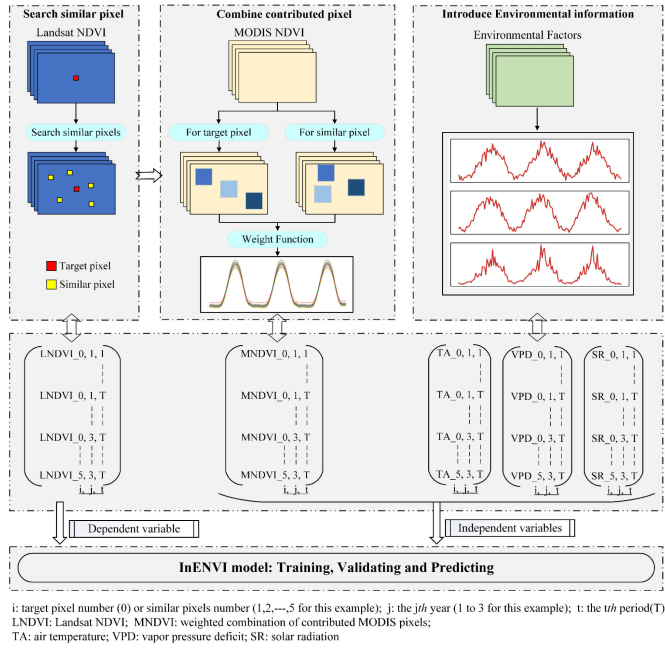 Search similar pixel
Landsat NDVI
Search similar pixels
Target pixel
Similar pixel
Combine contributed pixel
MODIS NDVI
For target pixel
For similar pixel
Weight Function
Introduce Environmental information
Environmental Factors
LNDVI_0, 1, 1
LNDVI_0, 1, T
LNDVI_0, 3, T
LNDVI_5, 3, T
i, j, t
MNDVI_0, 1, 1
MNDVI_0, 1, T
MNDVI_0, 3, T
MNDVI_5, 3, T
i, j, t
TA_0, 1, 1
TA_0, 1, T
TA_0, 3, T
TA_5, 3, T
i, j, t
VPD_0, 1, 1
VPD_0, 1, T
VPD_0, 3, T
VPD_5, 3, T
i, j, t
SR_0, 1, 1
SR_0, 1, T
SR_0, 3, T
SR_5, 3, T
i, j, t
Dependent variable
Independent variables
InENVI model: Training, Validating and Predicting
i: target pixel number (0) or similar pixels number (1,2,---,5 for this example); j: the jth year (1 to 3 for this example); t: the tth period(T)
LNDVI: Landsat NDVI; MNDVI: weighted combination of contributed MODIS pixels;
TA: air temperature; VPD: vapor pressure deficit; SR: solar radiation